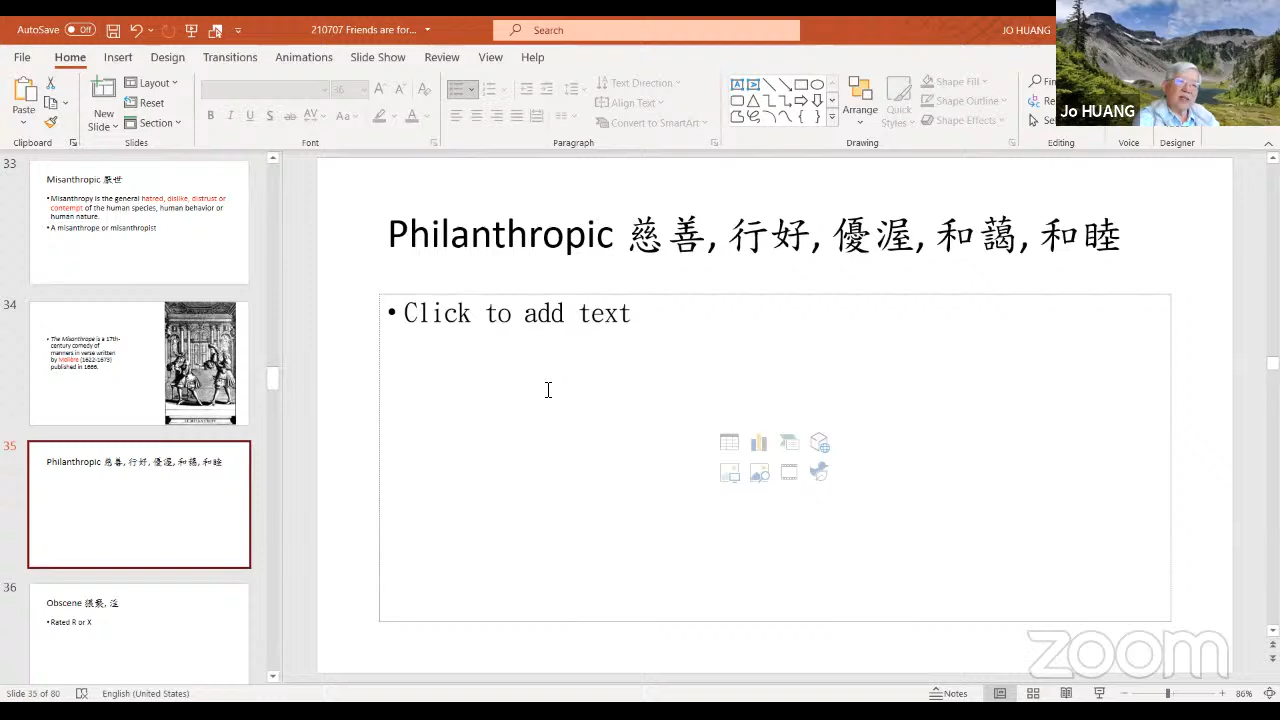 AutoSave Off
210707 Friends are for...
Search
JO HUANG
File Home Insert Design Transitions Animations Slide Show Review View Help
Paste
New
Slide
Layout
Reset
Section
Text Direction
Align Text
Convert to SmartArt
Arrange
Quick
Styles
Shape Fill
Shape Outline
Shape Effects
Jo HUANG
Clipboard Slides Font Paragraph Drawing Editing Voice Designer
33
Misanthropic 厭世
• Misanthropy is the general hatred, dislike, distrust or
contempt of the human species, human behavior or
human nature.
• A misanthrope or misanthropist
34
• The Misanthrope is a 17th-
century comedy of
manners in verse written
by Molière (1622-1673)
published in 1666.
35
Philanthropic 慈善, 行好, 優渥, 和藹, 和睦
36
Obscene 猥褻, 淫
• Rated R or X
Philanthropic 慈善, 行好, 優渥, 和藹, 和睦
• Click to add text
zoom
Slide 35 of 80 English (United States) Notes 86%